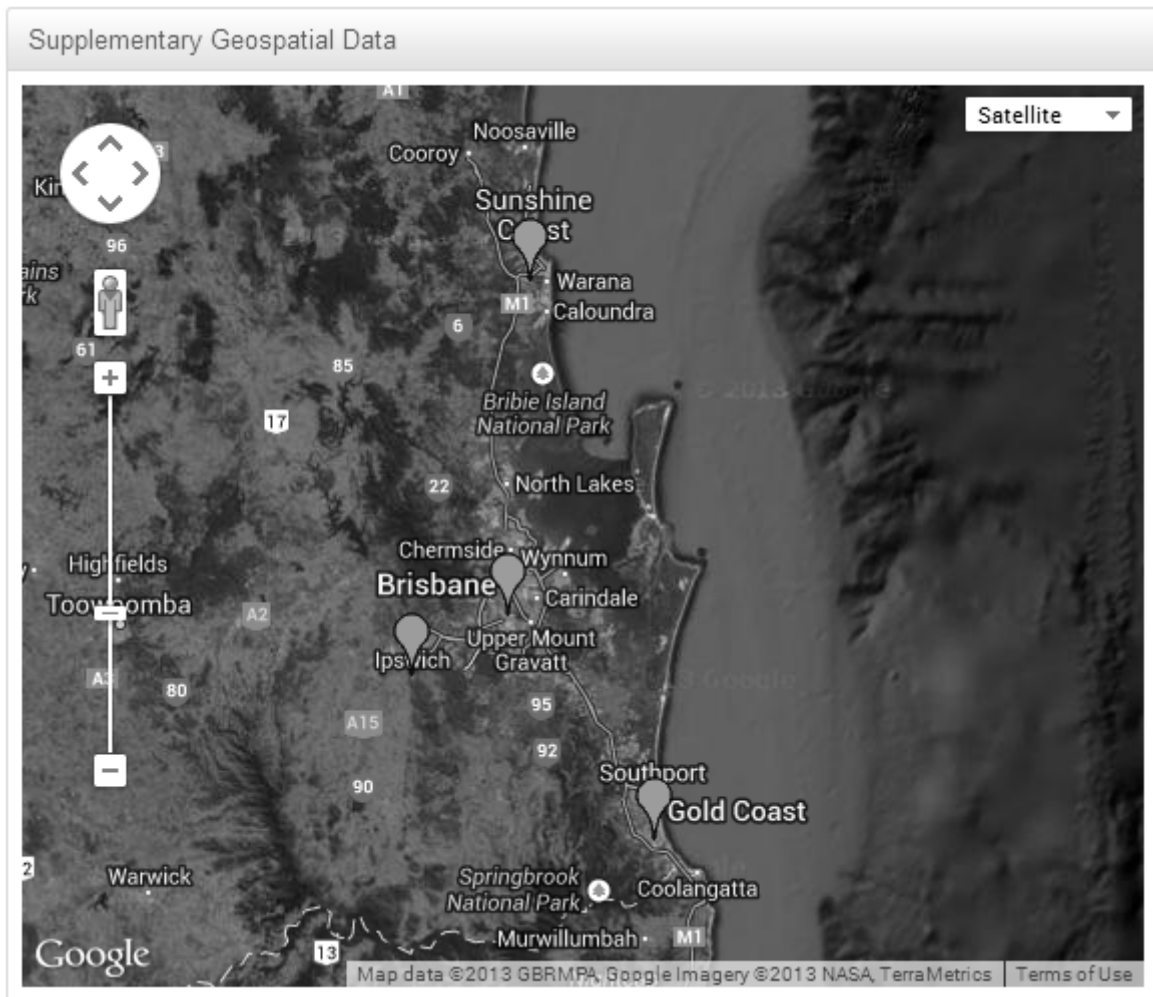 Supplementary Geospatial Data
A1
Satellite
Noosaville
Cooroy
3
Sunshine
Coast
96
Warana
M1
Caloundra
6
61
85
© 2013 Google
Bribie Island
National Park
17
22
North Lakes
Chermside
Wynnum
Highfields
Brisbane
Carindale
Toowoomba
A2
Upper Mount
Gravatt
Ipswich
A3
80
95
A15
92
90
Southport
Gold Coast
Warwick
Springbrook
National Park
Coolangatta
Murwillumbah
M1
13
Google
Map data ©2013 GBRMPA, Google Imagery ©2013 NASA, TerraMetrics
Terms of Use